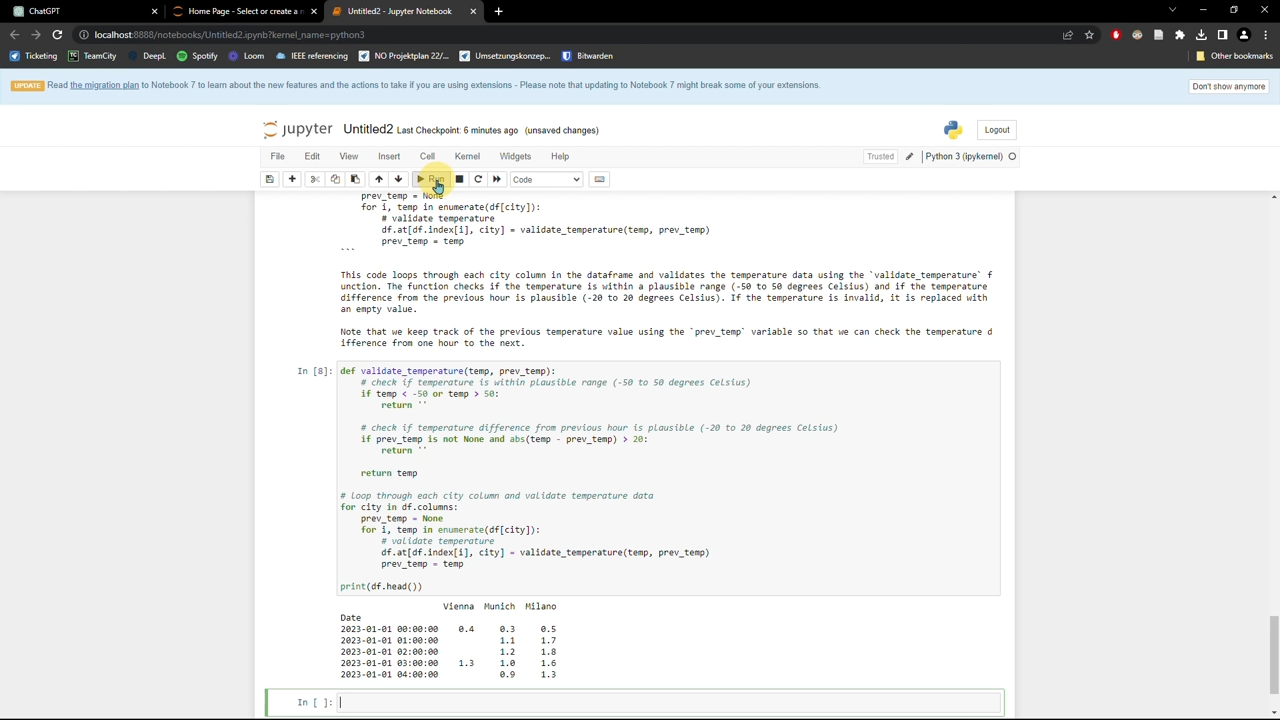 ChatGPT
Home Page - Select or create a n
Untitled2 - Jupyter Notebook
localhost:8888/notebooks/Untitled2.ipynb?kernel_name=python3
Ticketing
TeamCity
DeepL
Spotify
Loom
IEEE referencing
NO Projektplan 22/...
Umsetzungskonzep...
Bitwarden
Other bookmarks
UPDATE Read the migration plan to Notebook 7 to learn about the new features and the actions to take if you are using extensions - Please note that updating to Notebook 7 might break some of your extensions.
Don't show anymore
jupyter Untitled2 Last Checkpoint: 6 minutes ago (unsaved changes)
Logout
File Edit View Insert Cell Kernel Widgets Help
Trusted
Python 3 (ipykernel)
Run
Code
prev_temp = None
for i, temp in enumerate(df[city]):
# validate temperature
df.at[df.index[i], city] = validate_temperature(temp, prev_temp)
prev_temp = temp
```
This code loops through each city column in the dataframe and validates the temperature data using the `validate_temperature` f
unction. The function checks if the temperature is within a plausible range (-50 to 50 degrees Celsius) and if the temperature
difference from the previous hour is plausible (-20 to 20 degrees Celsius). If the temperature is invalid, it is replaced with
an empty value.
Note that we keep track of the previous temperature value using the `prev_temp` variable so that we can check the temperature d
ifference from one hour to the next.
In [8]:
def validate_temperature(temp, prev_temp):
# check if temperature is within plausible range (-50 to 50 degrees Celsius)
if temp < -50 or temp > 50:
return ''
# check if temperature difference from previous hour is plausible (-20 to 20 degrees Celsius)
if prev_temp is not None and abs(temp - prev_temp) > 20:
return ''
return temp
# loop through each city column and validate temperature data
for city in df.columns:
prev_temp = None
for i, temp in enumerate(df[city]):
# validate temperature
df.at[df.index[i], city] = validate_temperature(temp, prev_temp)
prev_temp = temp
print(df.head())
Vienna Munich Milano
Date
2023-01-01 00:00:00 0.4 0.3 0.5
2023-01-01 01:00:00 1.1 1.7
2023-01-01 02:00:00 1.2 1.8
2023-01-01 03:00:00 1.3 1.0 1.6
2023-01-01 04:00:00 0.9 1.3
In [ ]: